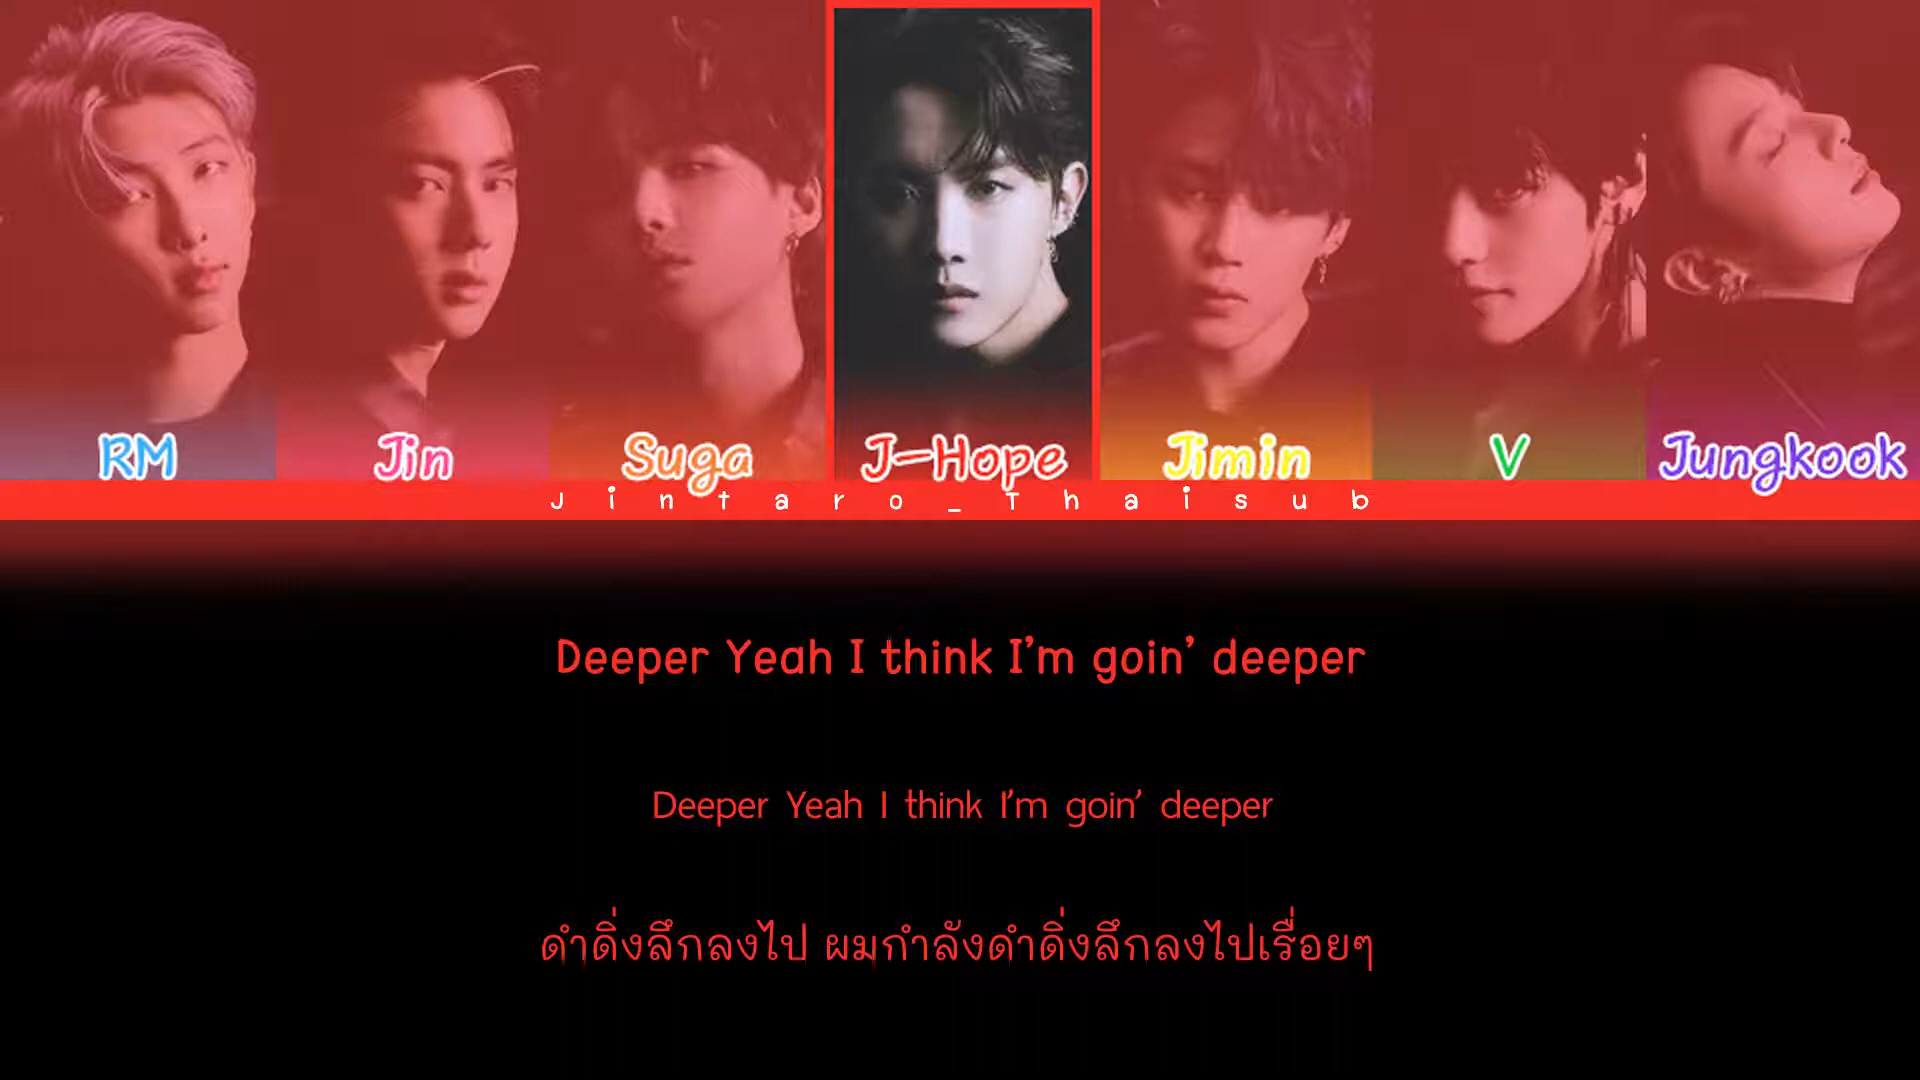 RM Jin Suga J-Hope Jimin V Jungkook
Jintaro_Thaisub
Deeper Yeah I think I'm goin' deeper
Deeper Yeah I think I'm goin' deeper
ดำดิ่งลึกลงไป ผมกำลังดำดิ่งลึกลงไปเรื่อยๆ